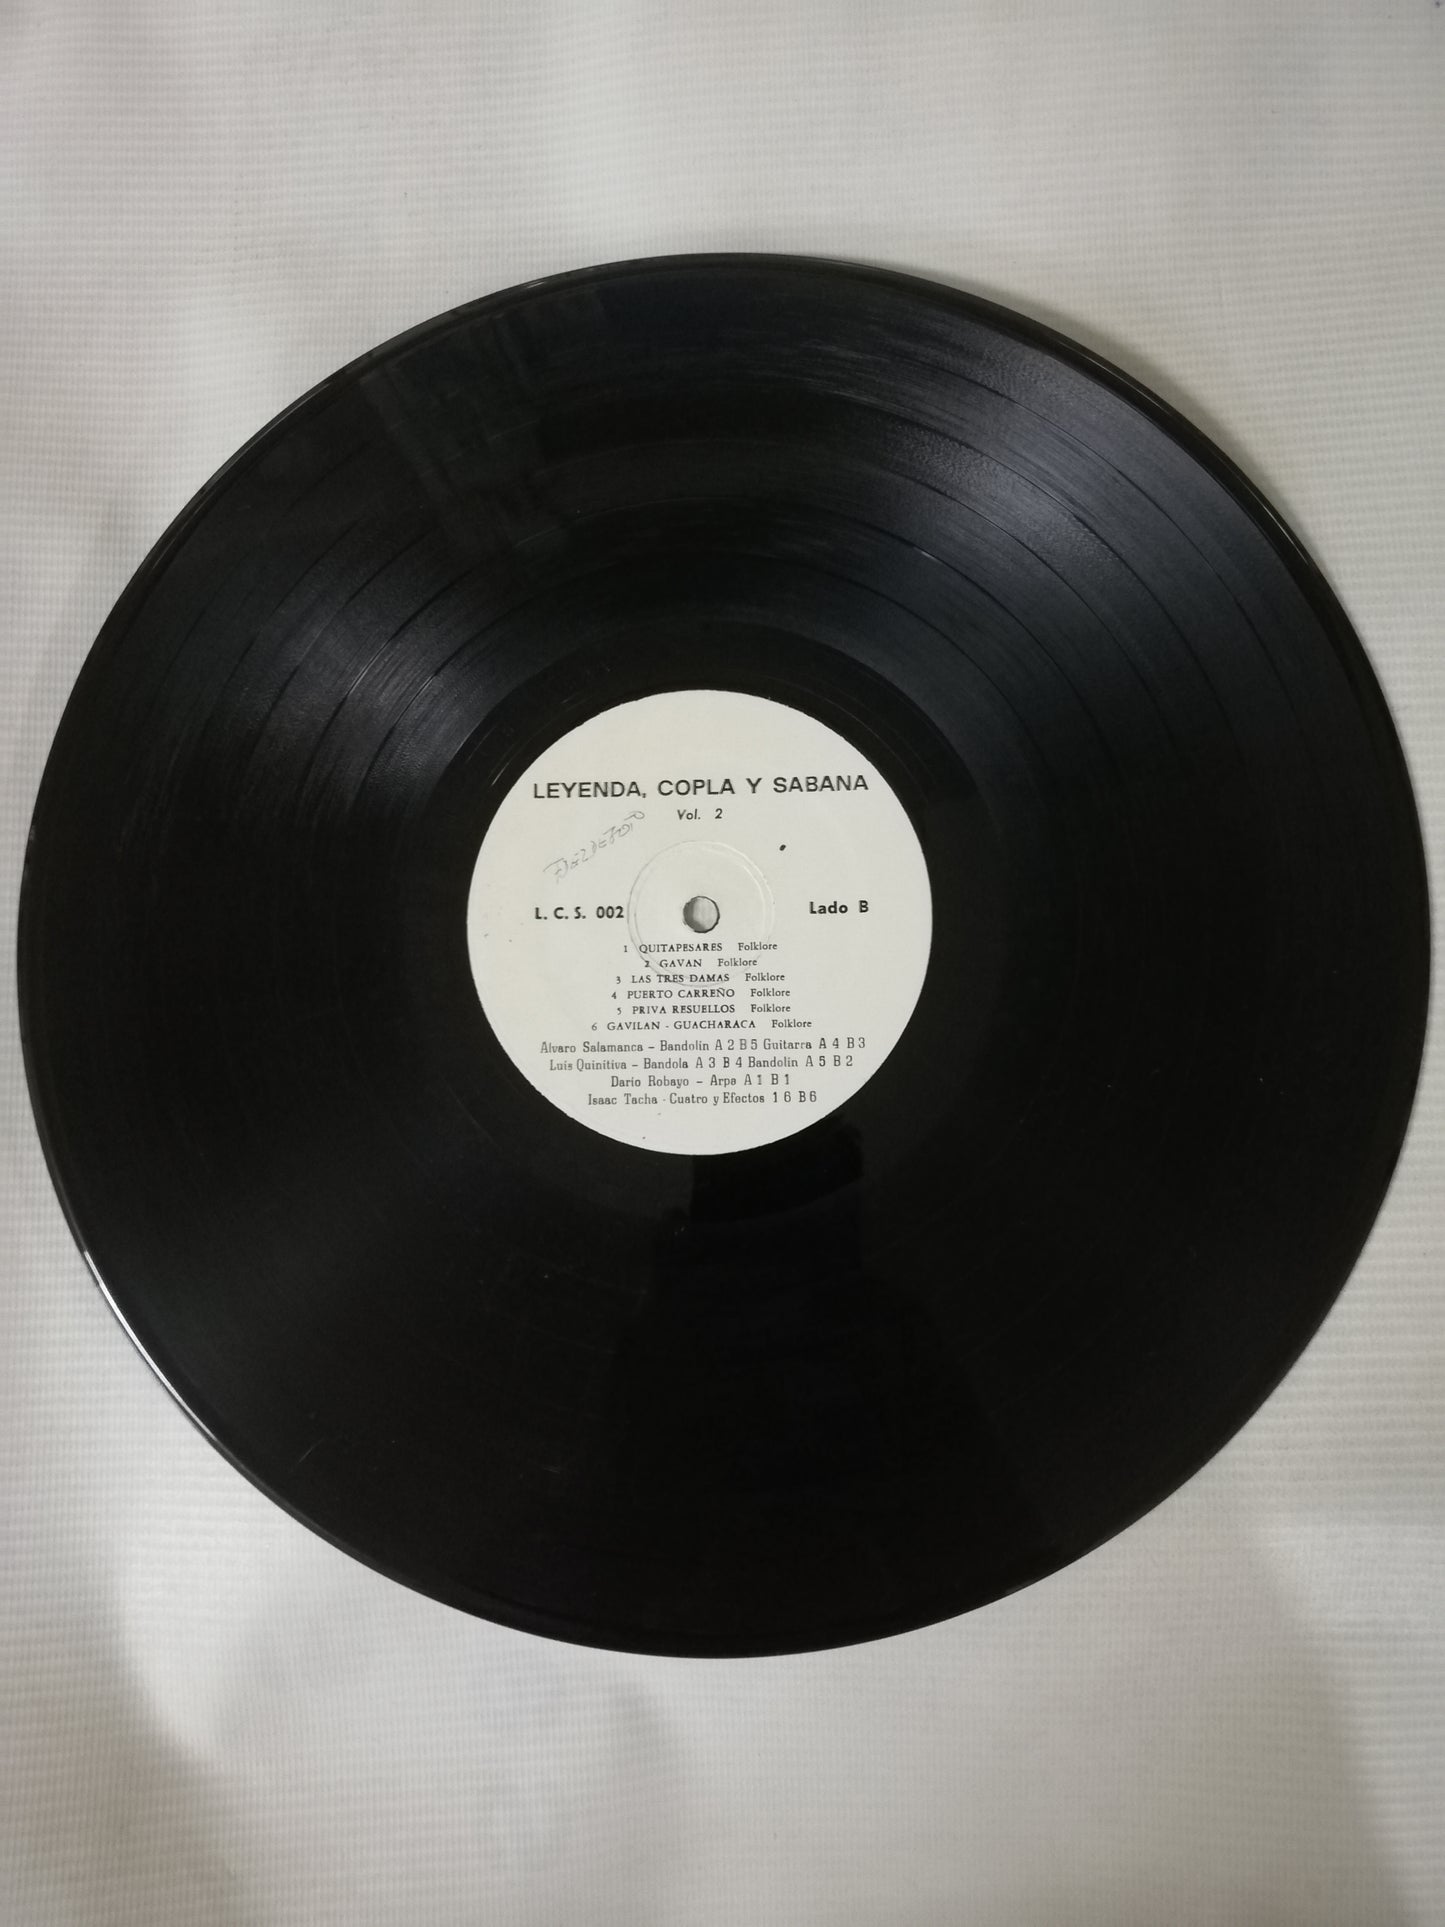 LEYENDA, COPLA Y SABANA
Vol. 2
L. C. S. 002
Lado B
1 QUITAPESARES Folklore
2 GAVAN Folklore
3 LAS TRES DAMAS Folklore
4 PUERTO CARREÑO Folklore
5 PRIVA RESUELLOS Folklore
6 GAVILAN - GUACHARACA Folklore
Alvaro Salamanca – Bandolin A 2 B 5 Guitarra A 4 B 3
Luis Quinitiva – Bandola A 3 B 4 Bandolin A 5 B 2
Dario Robayo – Arpa A 1 B 1
Isaac Tacha - Cuatro y Efectos 1 6 B 6